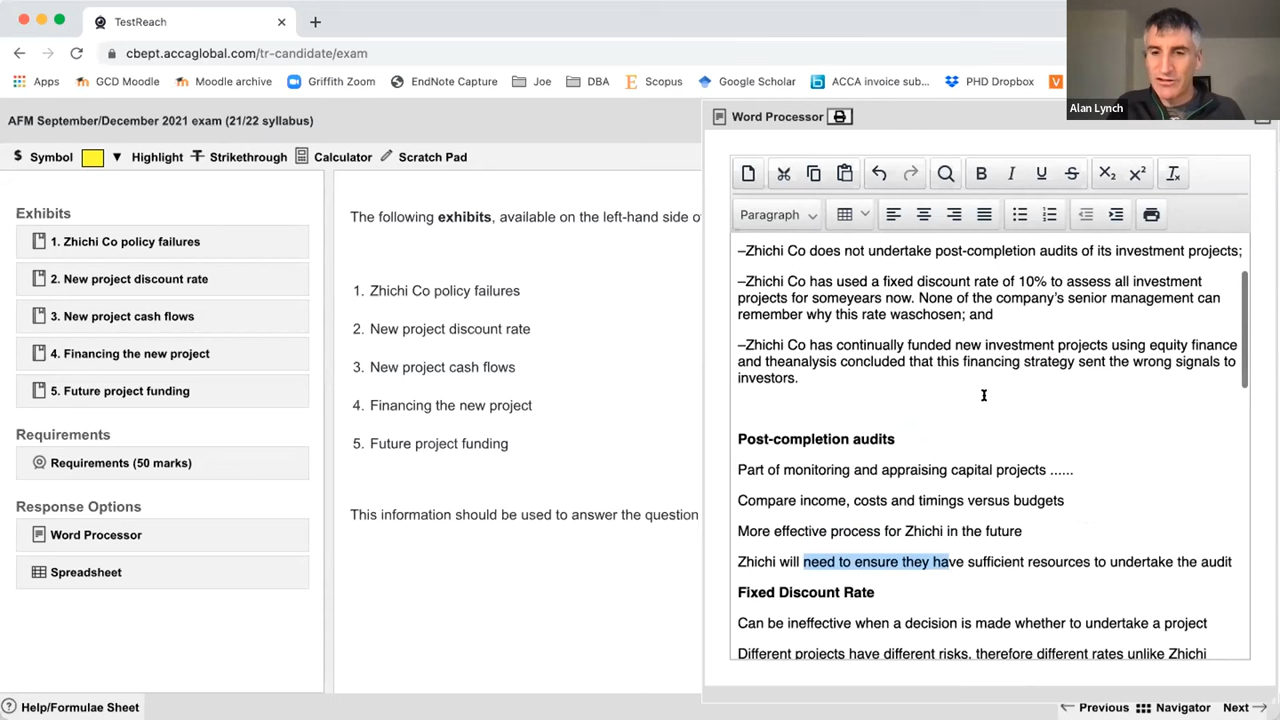 TestReach
cbept.accaglobal.com/tr-candidate/exam
Apps GCD Moodle Moodle archive Griffith Zoom EndNote Capture Joe DBA Scopus Google Scholar ACCA invoice sub... PHD Dropbox V
Alan Lynch
AFM September/December 2021 exam (21/22 syllabus)
Word Processor
$ Symbol Highlight Strikethrough Calculator Scratch Pad
Paragraph
Exhibits
1. Zhichi Co policy failures
2. New project discount rate
3. New project cash flows
4. Financing the new project
5. Future project funding
Requirements
Requirements (50 marks)
Response Options
Word Processor
Spreadsheet
The following exhibits, available on the left-hand side o
1. Zhichi Co policy failures
2. New project discount rate
3. New project cash flows
4. Financing the new project
5. Future project funding
This information should be used to answer the question
B I U S X₂ X² Tx
–Zhichi Co does not undertake post-completion audits of its investment projects;
–Zhichi Co has used a fixed discount rate of 10% to assess all investment
projects for someyears now. None of the company's senior management can
remember why this rate waschosen; and
–Zhichi Co has continually funded new investment projects using equity finance
and theanalysis concluded that this financing strategy sent the wrong signals to
investors.
Post-completion audits
Part of monitoring and appraising capital projects ......
Compare income, costs and timings versus budgets
More effective process for Zhichi in the future
Zhichi will need to ensure they have sufficient resources to undertake the audit
Fixed Discount Rate
Can be ineffective when a decision is made whether to undertake a project
Different projects have different risks, therefore different rates unlike Zhichi
Help/Formulae Sheet
Previous Navigator Next